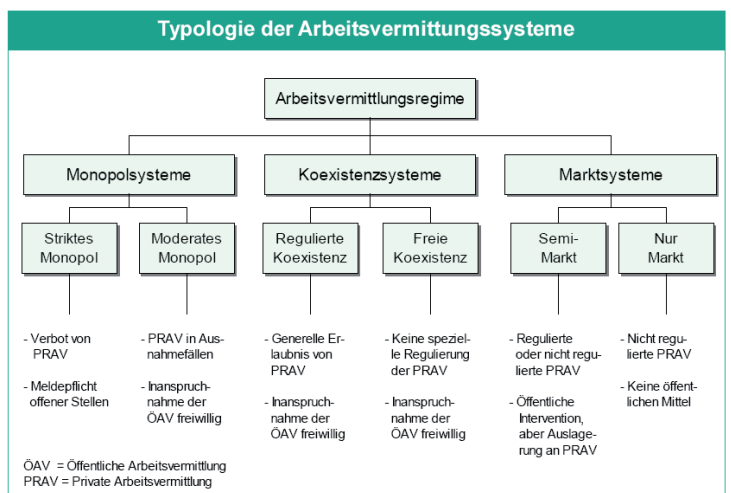 Typologie der Arbeitsvermittungssysteme
Arbeitsvermittlungsregime
Monopolsysteme
Koexistenzsysteme
Marktsysteme
Striktes
Monopol
Moderates
Monopol
Regulierte
Koexistenz
Freie
Koexistenz
Semi-
Markt
Nur
Markt
- Verbot von
PRAV
- Meldepflicht
offener Stellen
- PRAV in Aus-
nahmefällen
- Inanspruch-
nahme der
ÖAV freiwillig
- Generelle Er-
laubnis von
PRAV
- Inanspruch-
nahme der
ÖAV freiwillig
- Keine speziel-
le Regulierung
der PRAV
- Inanspruch-
nahme der
ÖAV freiwillig
- Regulierte
oder nicht regu-
lierte PRAV
- Öffentliche
Intervention,
aber Auslage-
rung an PRAV
- Nicht regu-
lierte PRAV
- Keine öffent-
lichen Mittel
ÖAV = Öffentliche Arbeitsvermittlung
PRAV = Private Arbeitsvermittlung